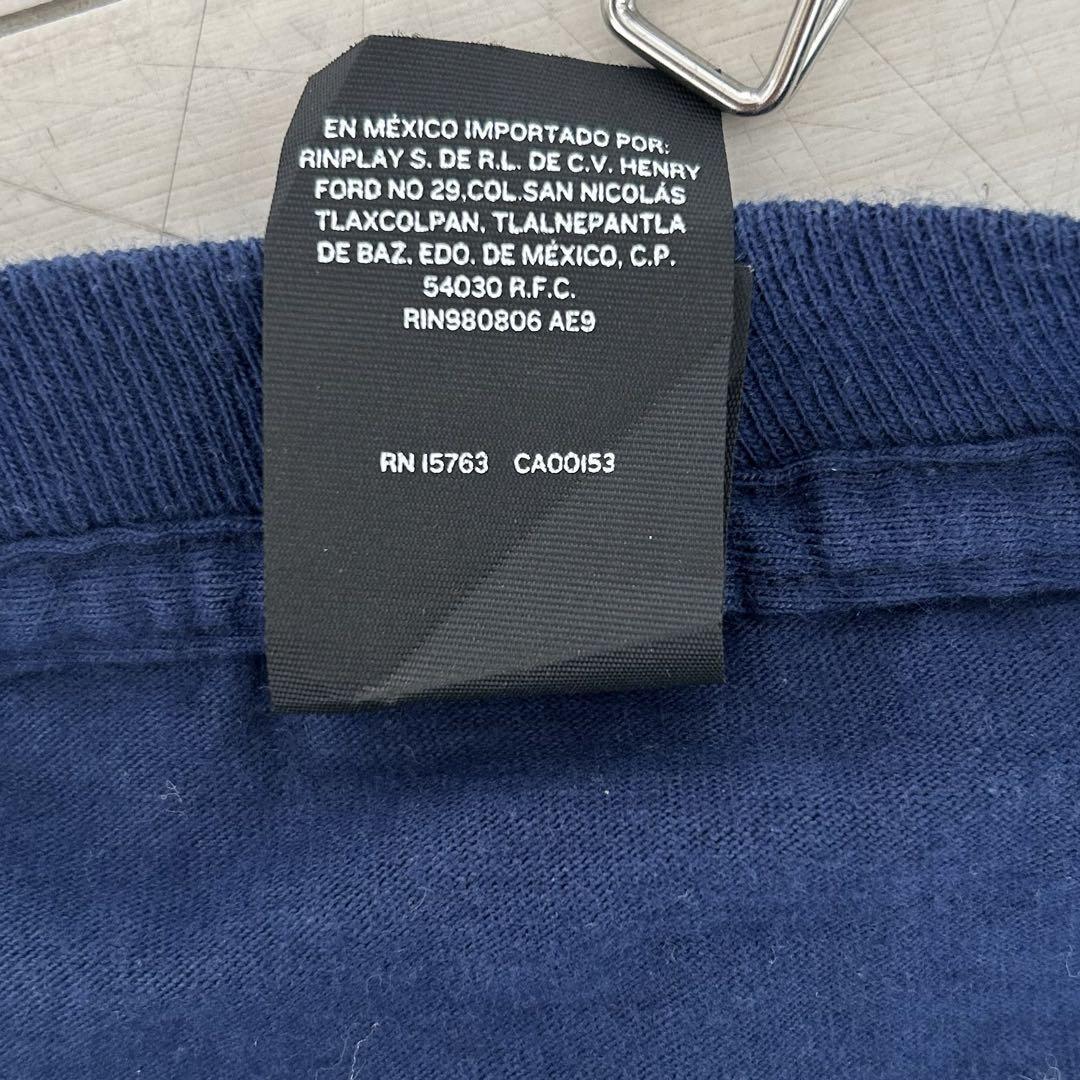 EN MÉXICO IMPORTADO POR:
RINPLAY S. DE R.L. DE C.V. HENRY
FORD NO 29,COL.SAN NICOLÁS
TLAXCOLPAN, TLALNEPANTLA
DE BAZ. EDO. DE MÉXICO, C.P.
54030 R.F.C.
RIN980806 AE9
RN 15763 CA00153